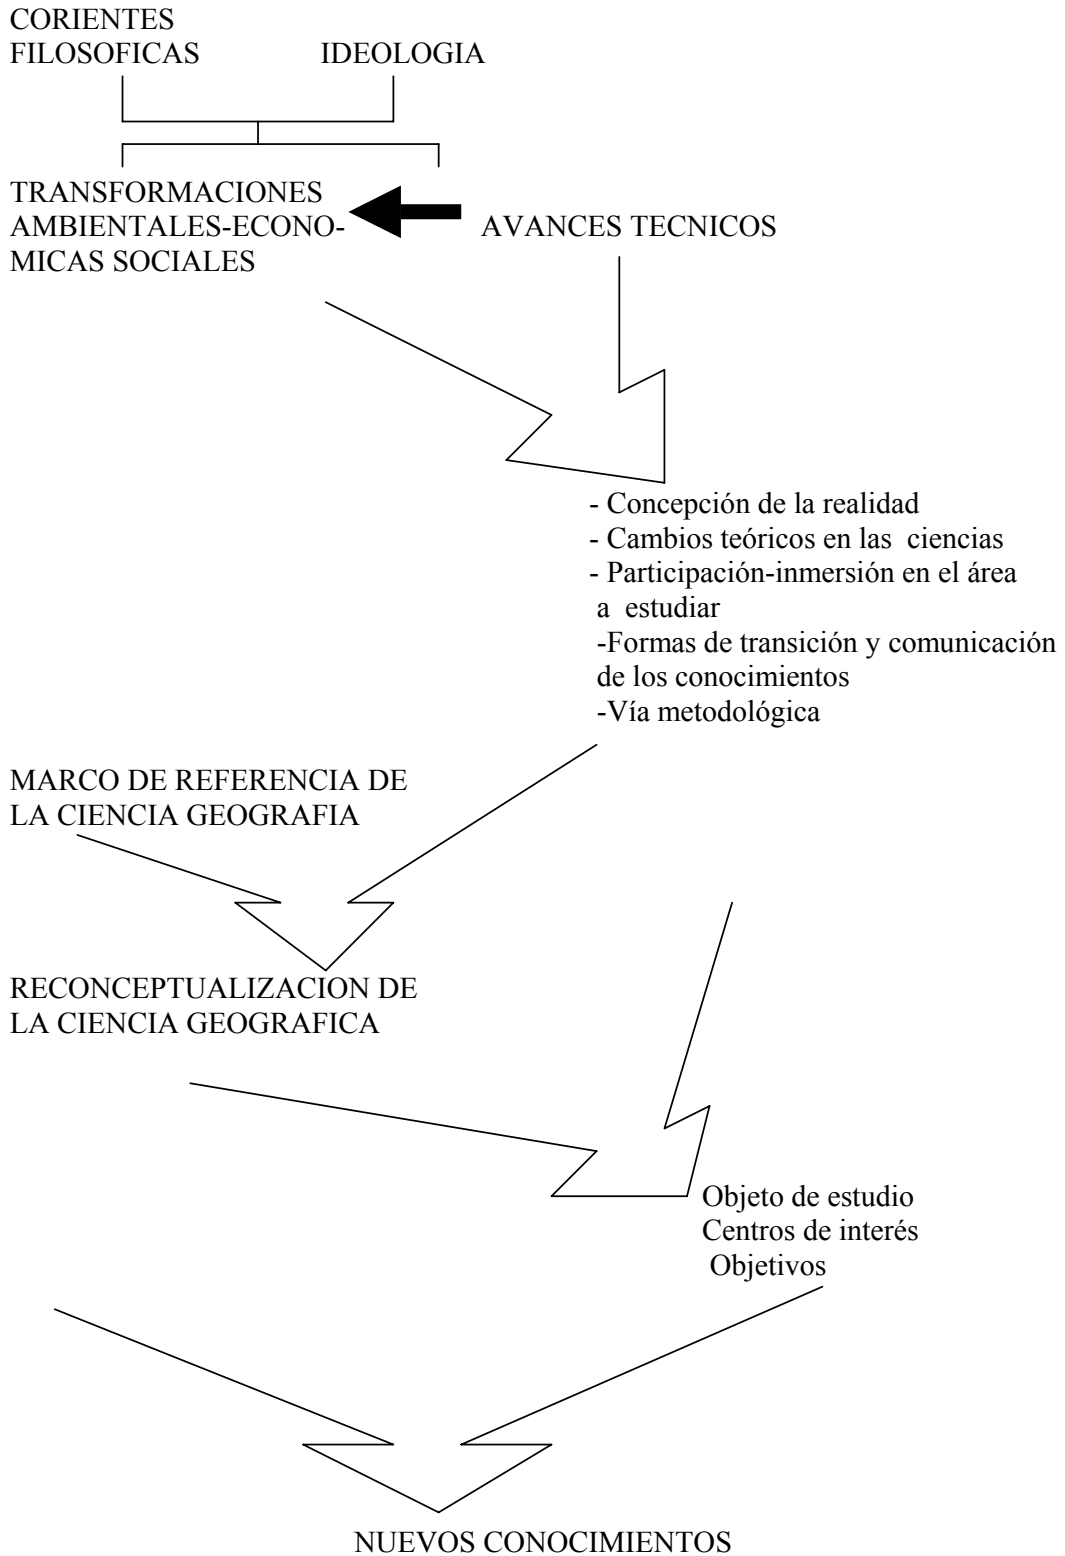 CORIENTES
FILOSOFICAS
IDEOLOGIA
TRANSFORMACIONES
AMBIENTALES-ECONO-
MICAS SOCIALES
AVANCES TECNICOS
- Concepción de la realidad
- Cambios teóricos en las ciencias
- Participación-inmersión en el área
a estudiar
-Formas de transición y comunicación
de los conocimientos
-Vía metodológica
MARCO DE REFERENCIA DE
LA CIENCIA GEOGRAFIA
RECONCEPTUALIZACION DE
LA CIENCIA GEOGRAFICA
Objeto de estudio
Centros de interés
Objetivos
NUEVOS CONOCIMIENTOS